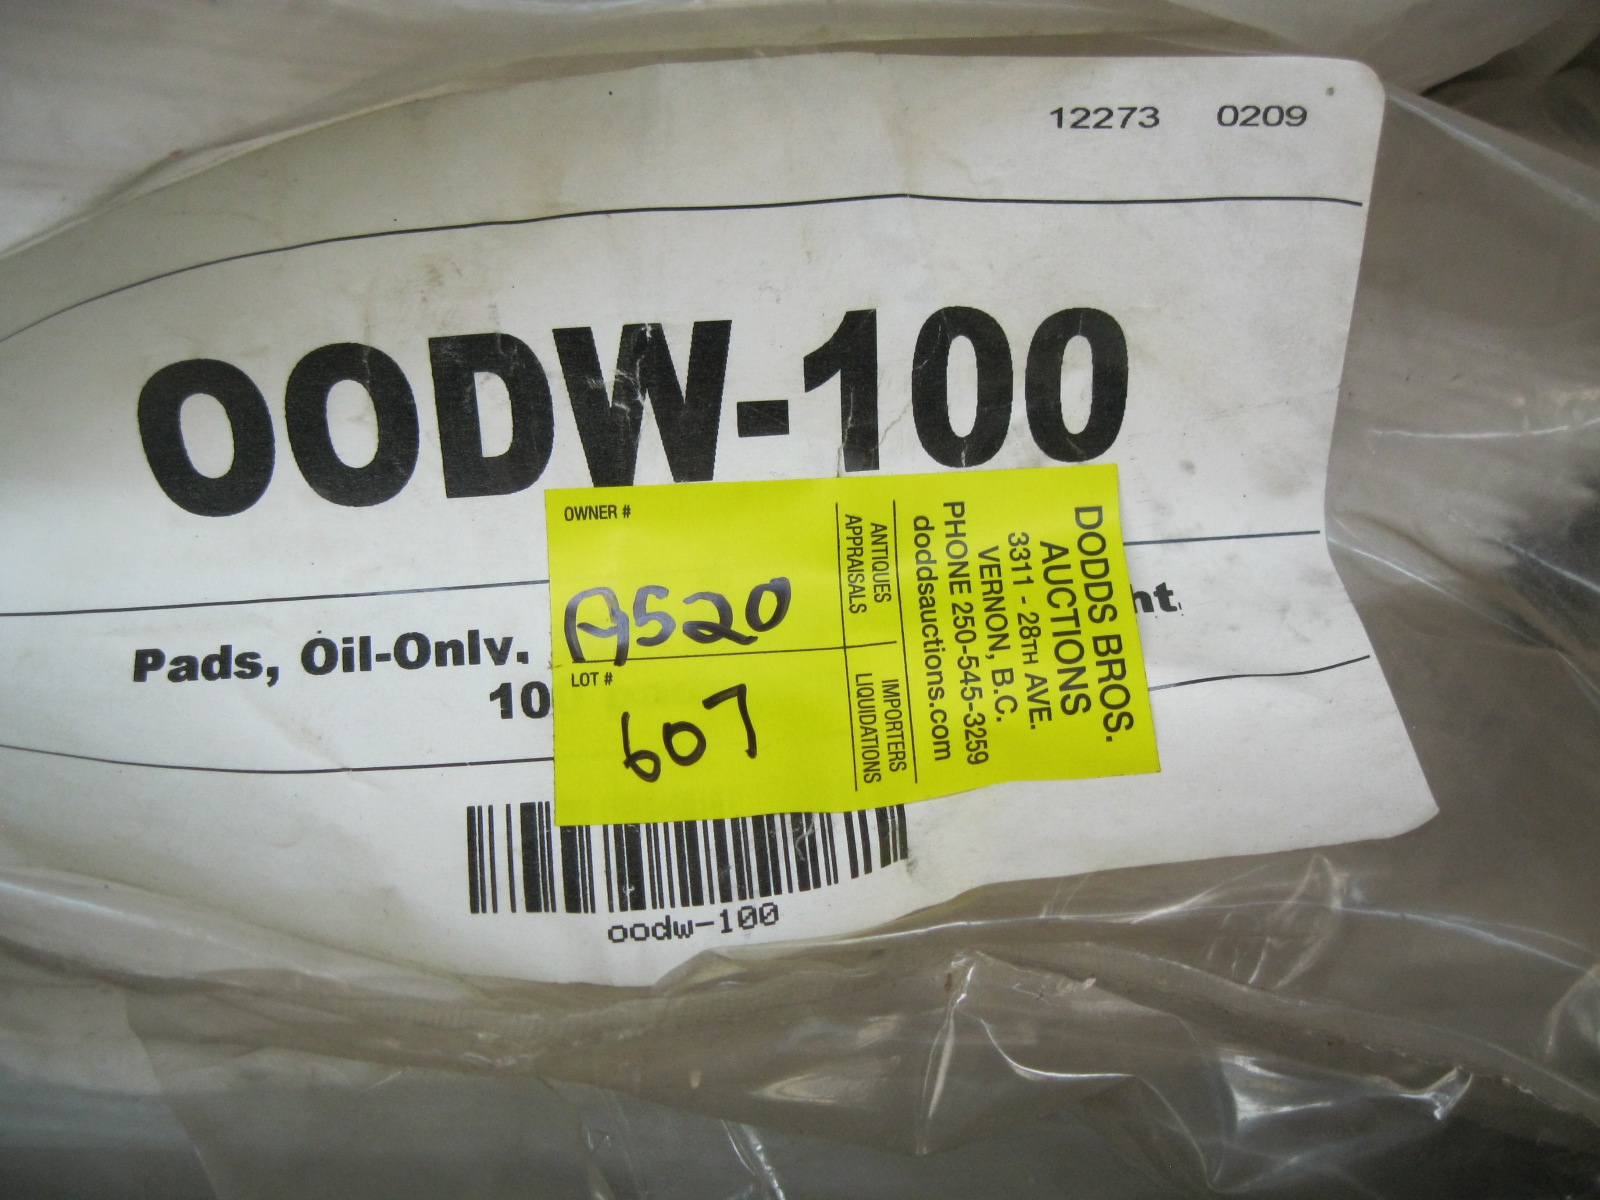 12273 0209
OODW-100
Pads, Oil-Only,
10
oodw-100
OWNER #
A520
LOT #
607
ANTIQUES
APPRAISALS
IMPORTERS
LIQUIDATIONS
DODDS BROS.
AUCTIONS
3311 - 28TH AVE.
VERNON, B.C.
PHONE 250-545-3259
doddsauctions.com